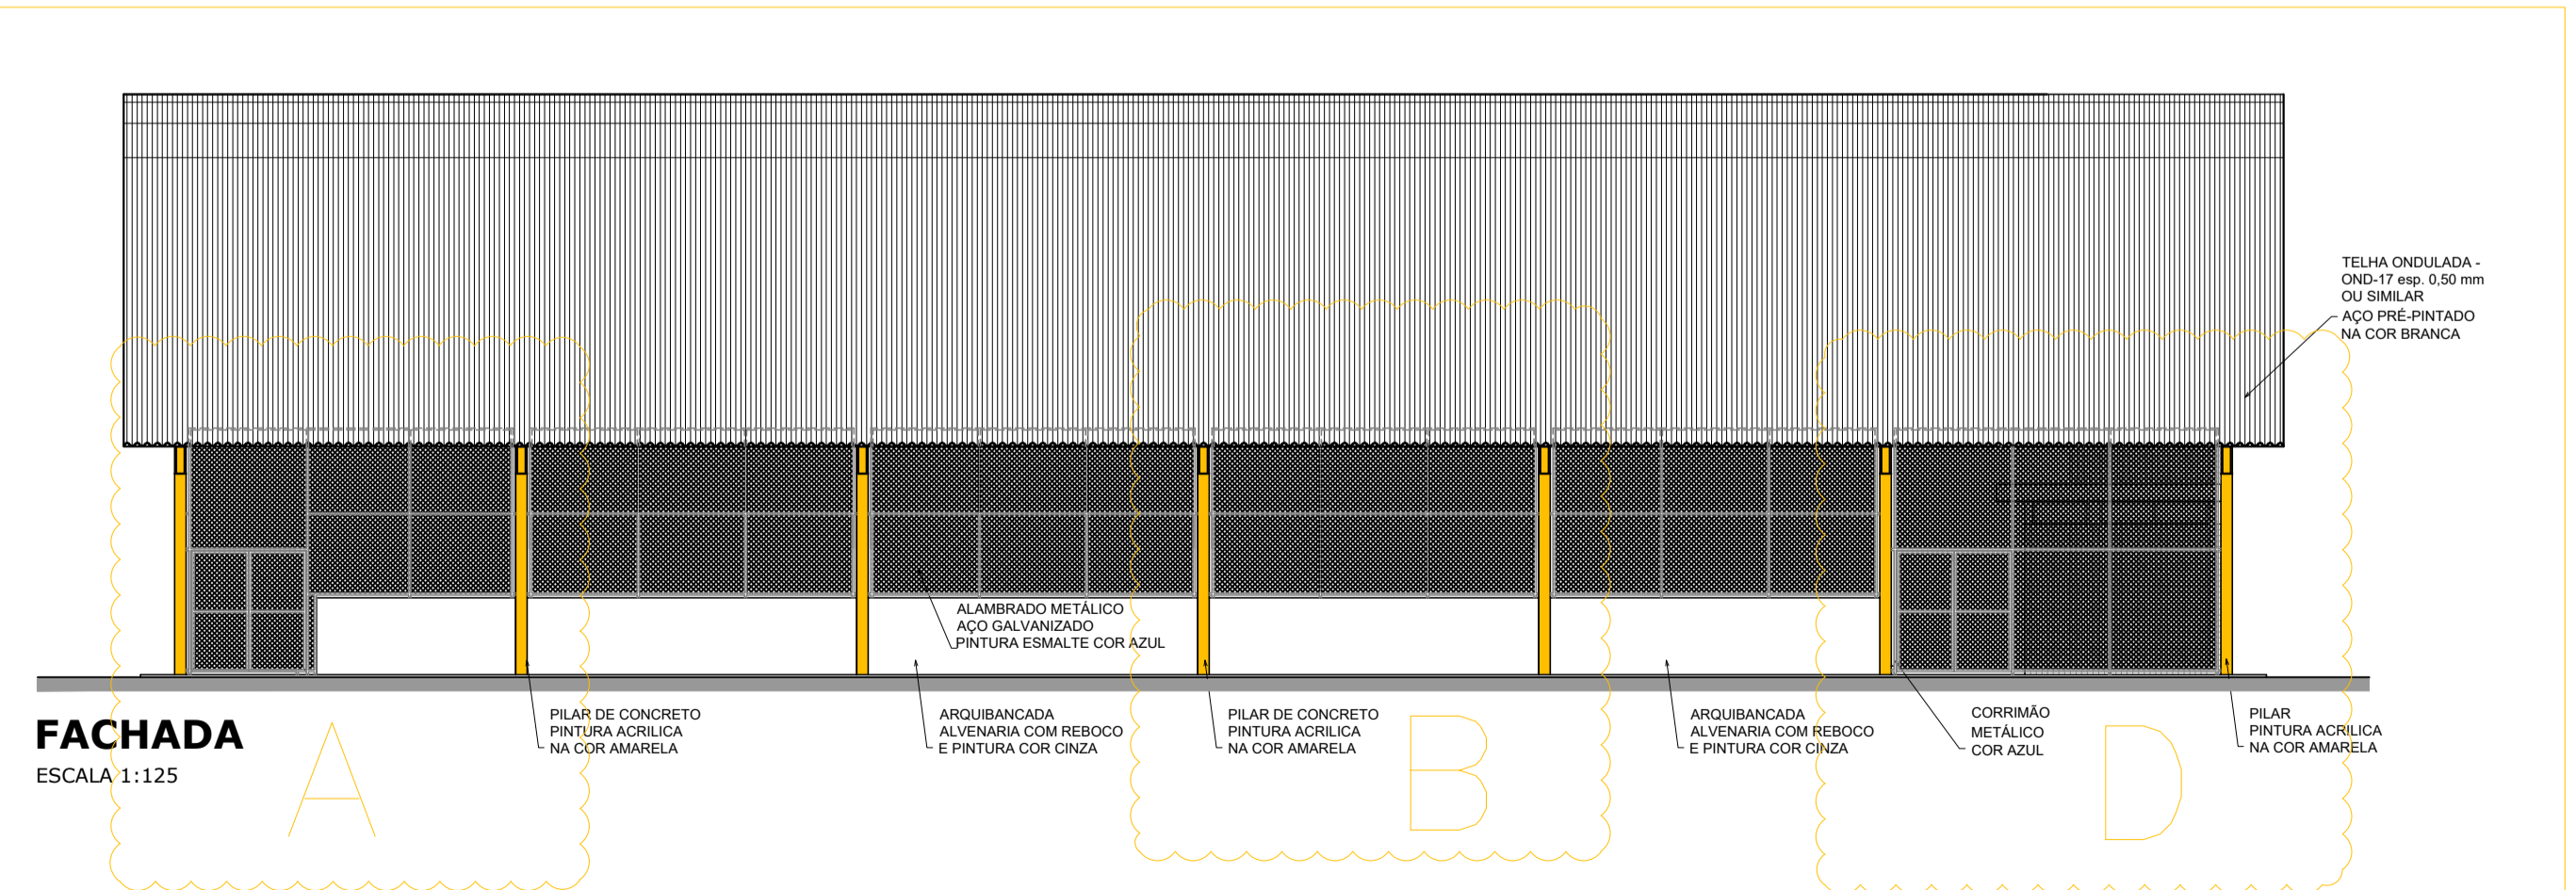 TELHA ONDULADA -
OND-17 esp. 0,50 mm
OU SIMILAR
AÇO PRÉ-PINTADO
NA COR BRANCA
ALAMBRADO METÁLICO
AÇO GALVANIZADO
PINTURA ESMALTE COR AZUL
FACHADA
ESCALA 1:125
A
PILAR DE CONCRETO
PINTURA ACRILICA
NA COR AMARELA
ARQUIBANCADA
ALVENARIA COM REBOCO
E PINTURA COR CINZA
PILAR DE CONCRETO
PINTURA ACRILICA
NA COR AMARELA
B
ARQUIBANCADA
ALVENARIA COM REBOCO
E PINTURA COR CINZA
CORRIMÃO
METÁLICO
COR AZUL
D
PILAR
PINTURA ACRILICA
NA COR AMARELA